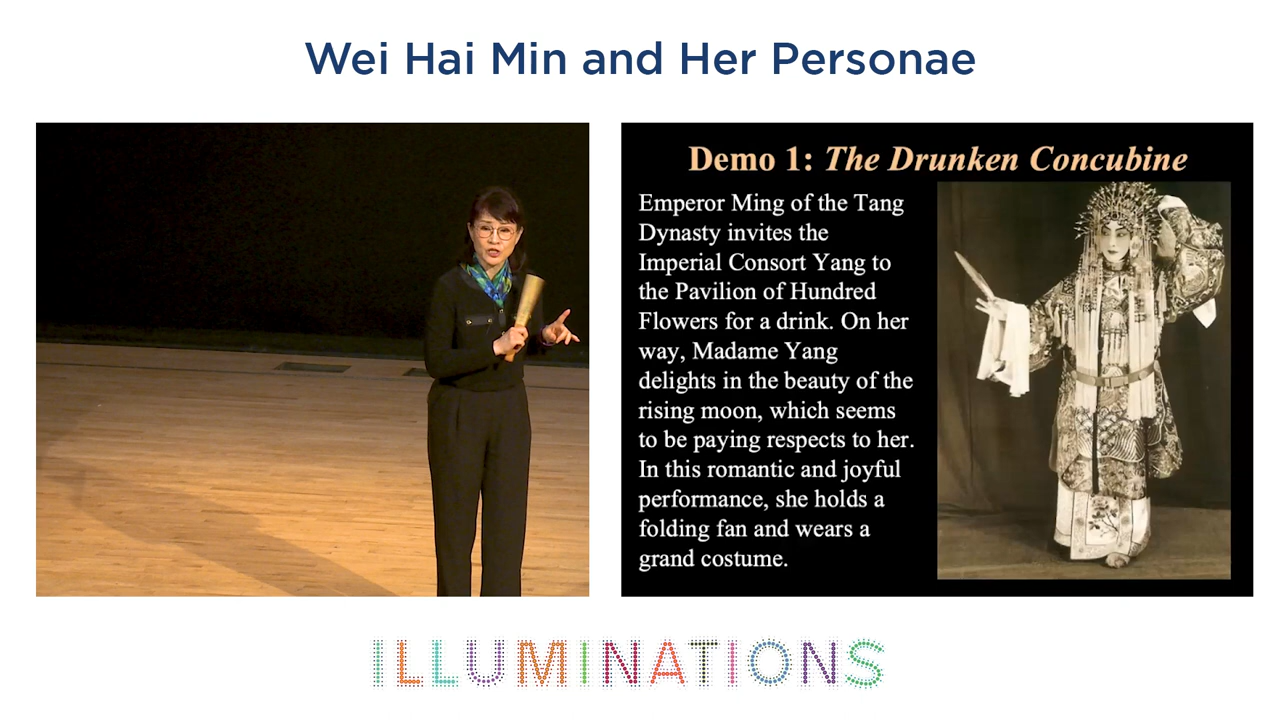 Wei Hai Min and Her Personae
Demo 1: The Drunken Concubine
Emperor Ming of the Tang
Dynasty invites the
Imperial Consort Yang to
the Pavilion of Hundred
Flowers for a drink. On her
way, Madame Yang
delights in the beauty of the
rising moon, which seems
to be paying respects to her.
In this romantic and joyful
performance, she holds a
folding fan and wears a
grand costume.
ILLUMINATIONS